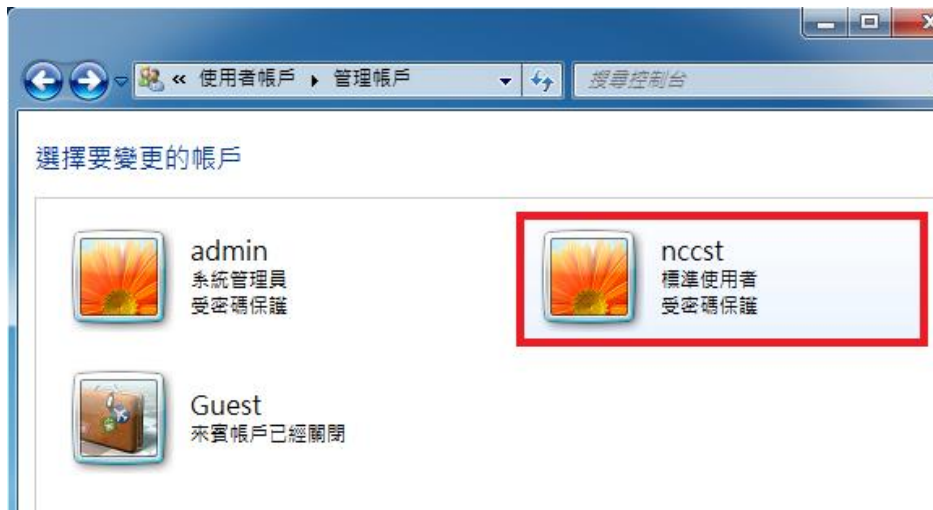 « 使用者帳戶 ▸ 管理帳戶
搜尋控制台
選擇要變更的帳戶
admin
系統管理員
受密碼保護
nccst
標準使用者
受密碼保護
Guest
來賓帳戶已經關閉